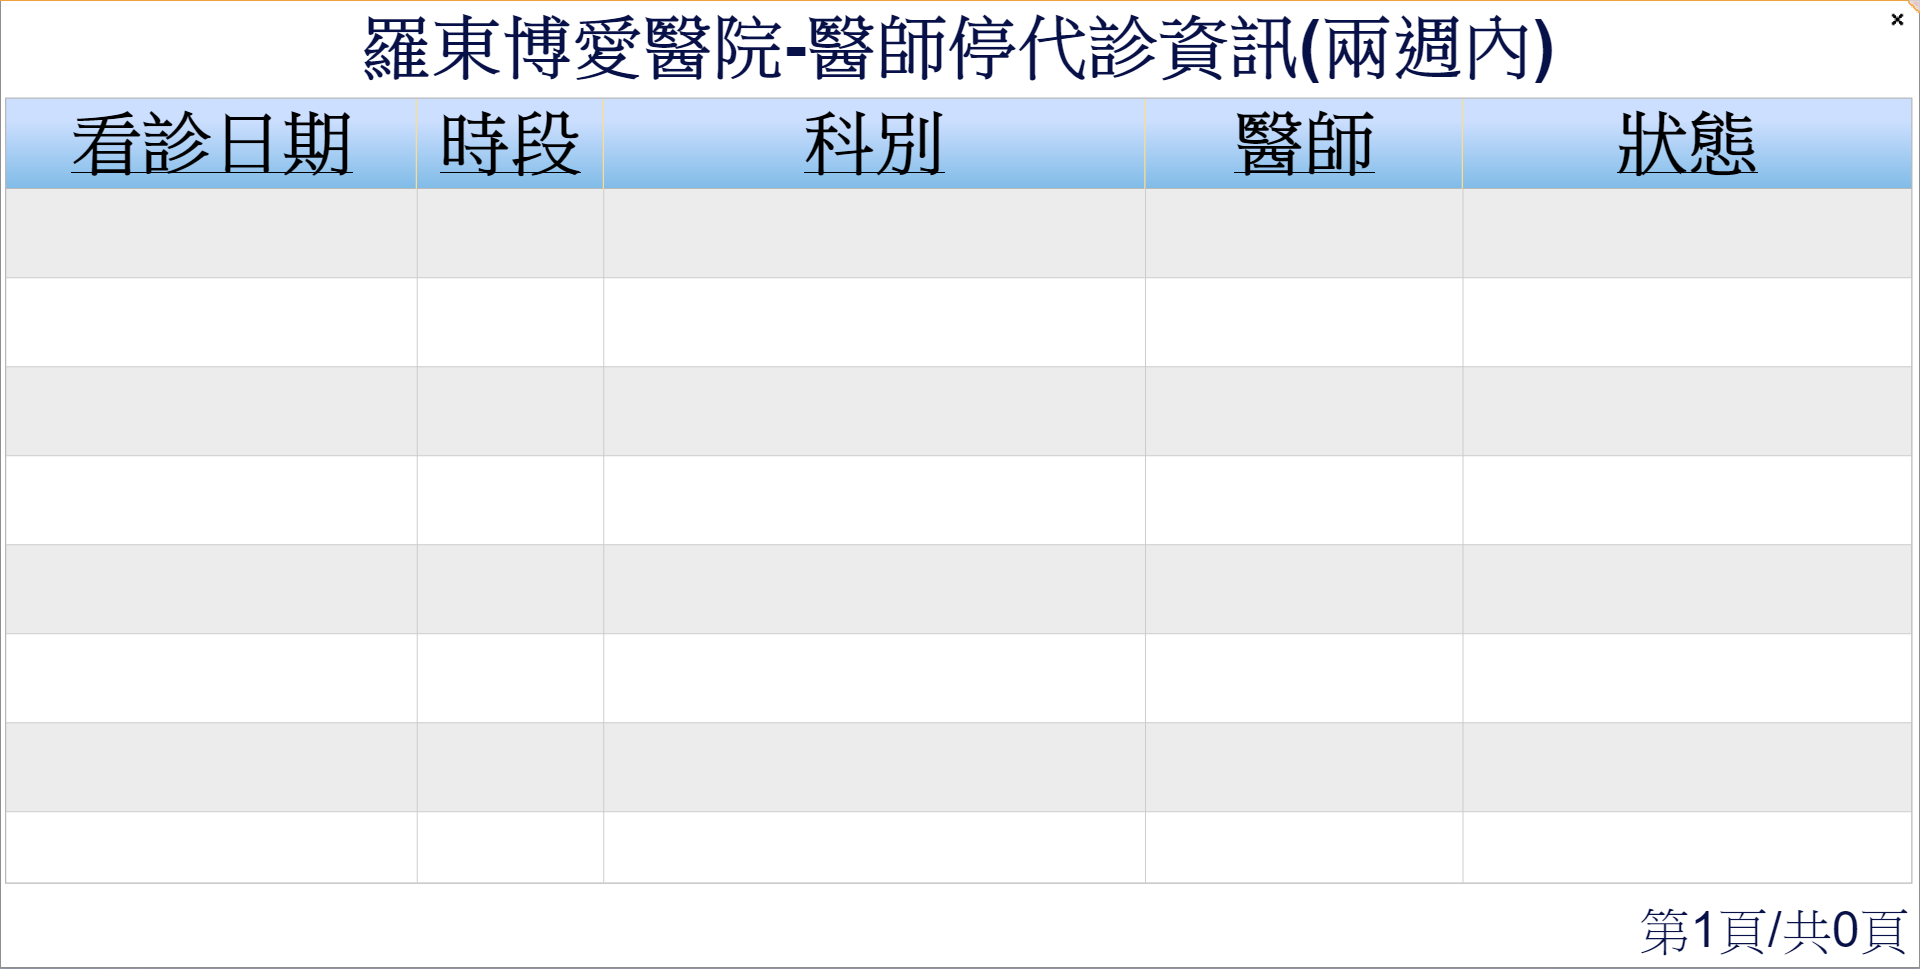 羅東博愛醫院-醫師停代診資訊(兩週內)
×
看診日期 時段 科別 醫師 狀態
第1頁/共0頁